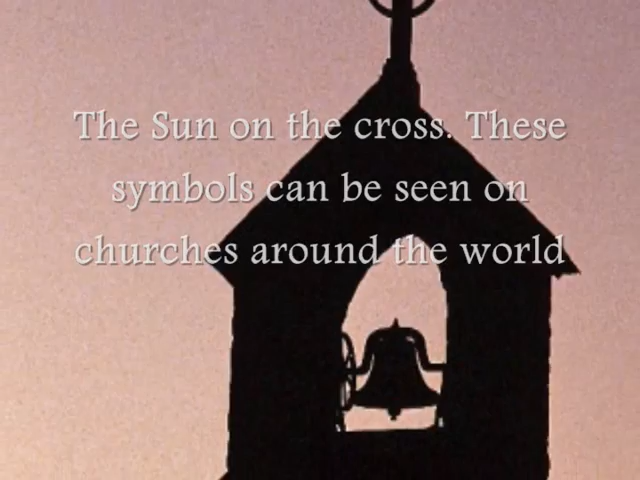 The Sun on the cross. These
symbols can be seen on
churches around the world